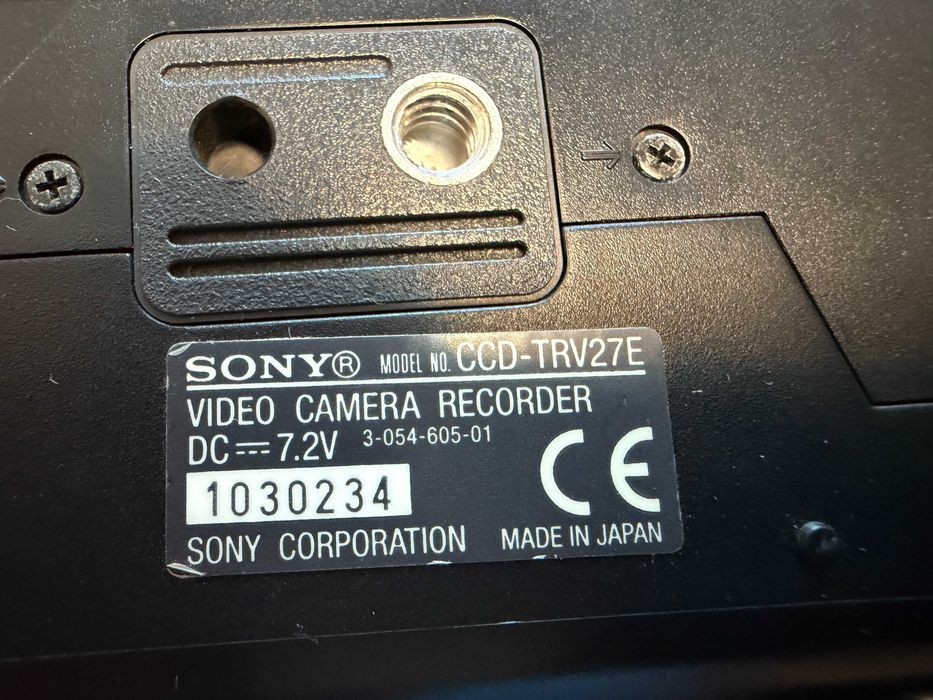 SONY® MODEL NO. CCD-TRV27E
VIDEO CAMERA RECORDER
DC ⎓ 7.2V 3-054-605-01
1030234
CE
SONY CORPORATION MADE IN JAPAN